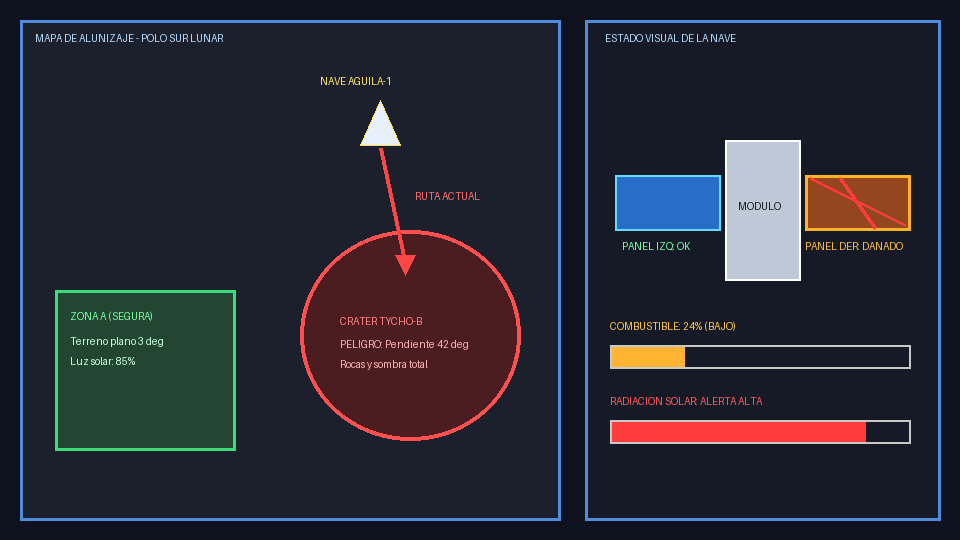 MAPA DE ALUNIZAJE - POLO SUR LUNAR
NAVE AGUILA-1
RUTA ACTUAL
ZONA A (SEGURA)
Terreno plano 3 deg
Luz solar: 85%
CRATER TYCHO-B
PELIGRO: Pendiente 42 deg
Rocas y sombra total
ESTADO VISUAL DE LA NAVE
MODULO
PANEL IZQ: OK
PANEL DER: DANADO
COMBUSTIBLE: 24% (BAJO)
RADIACION SOLAR: ALERTA ALTA